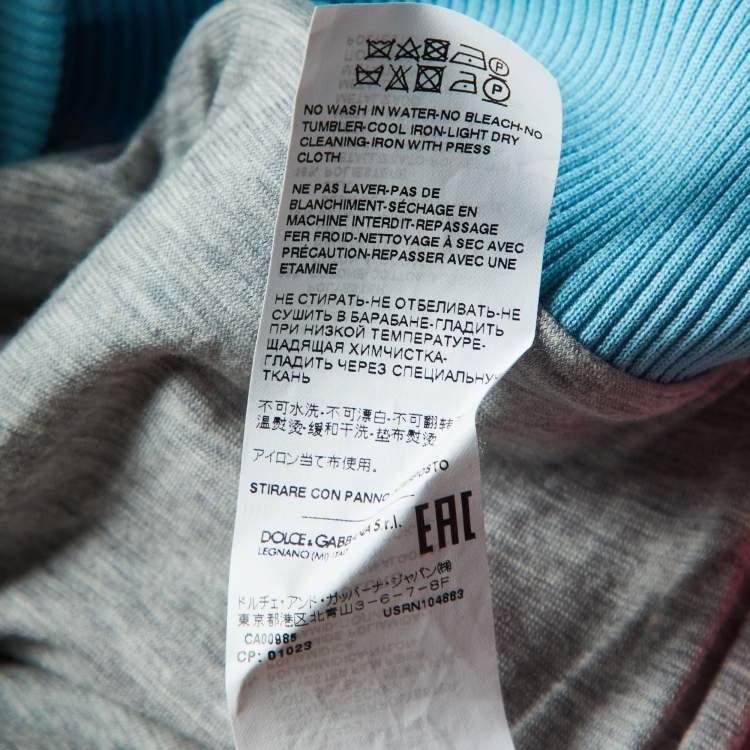 NO WASH IN WATER-NO BLEACH-NO
TUMBLER-COOL IRON-LIGHT DRY
CLEANING-IRON WITH PRESS
CLOTH
NE PAS LAVER-PAS DE
BLANCHIMENT-SÉCHAGE EN
MACHINE INTERDIT-REPASSAGE
FER FROID-NETTOYAGE À SEC AVEC
PRÉCAUTION-REPASSER AVEC UNE
ETAMINE
НЕ СТИРАТЬ-НЕ ОТБЕЛИВАТЬ-НЕ
СУШИТЬ В БАРАБАНЕ-ГЛАДИТЬ
ПРИ НИЗКОЙ ТЕМПЕРАТУРЕ-
ЩАДЯЩАЯ ХИМЧИСТКА-
ГЛАДИТЬ ЧЕРЕЗ СПЕЦИАЛЬНУ
ТКАНЬ
不可水洗-不可漂白-不可翻转
温熨烫-缓和干洗-垫布熨烫
アイロン当て布使用。
STIRARE CON PANNO
DOLCE & GABBANA S.r.l.
LEGNANO (MI)
EAC
ドルチェ・アンド・ガッバーナ・ジャパン㈱
東京都港区北青山3-6-7-8F
USRN104663
CA00985
CP: 01023